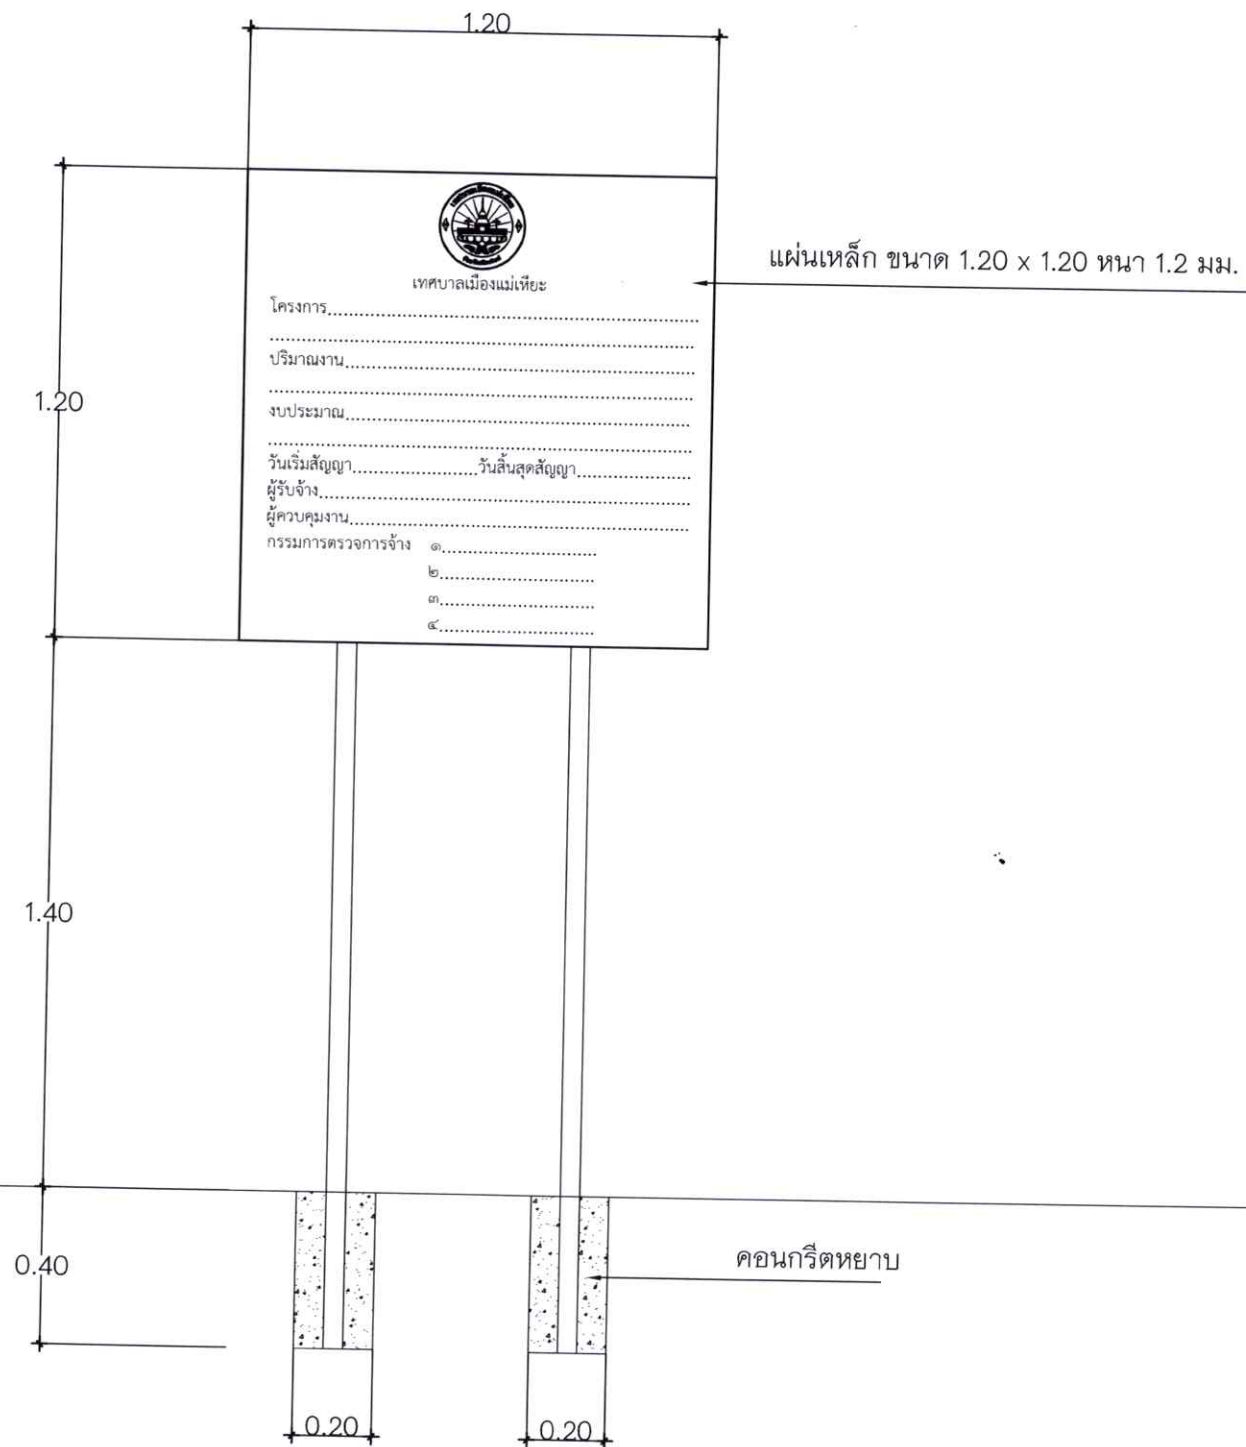 1.20
แผ่นเหล็ก ขนาด 1.20 x 1.20 หนา 1.2 มม.
เทศบาลเมืองแม่เหียะ
โครงการ
ปริมาณงาน
1.20
งบประมาณ
วันเริ่มสัญญา วันสิ้นสุดสัญญา
ผู้รับจ้าง
ผู้ควบคุมงาน
กรรมการตรวจการจ้าง ๑
๒
๓
๔
1.40
0.40
คอนกรีตหยาบ
0.20
0.20